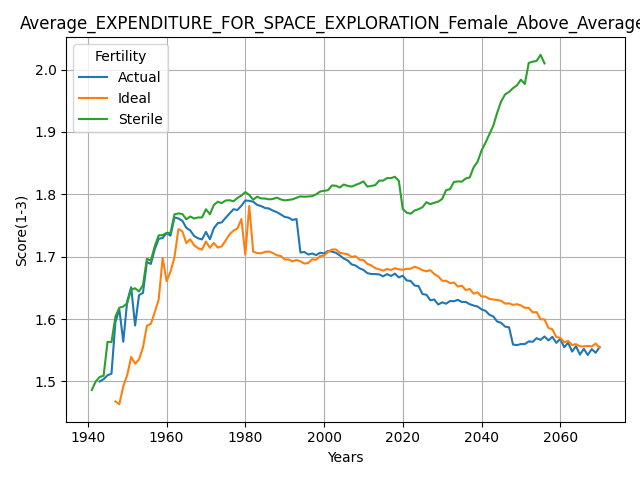 Average_EXPENDITURE_FOR_SPACE_EXPLORATION_Female_Above_Average
Fertility
Actual
Ideal
Sterile
Score(1-3)
2.0
1.9
1.8
1.7
1.6
1.5
1940 1960 1980 2000 2020 2040 2060
Years